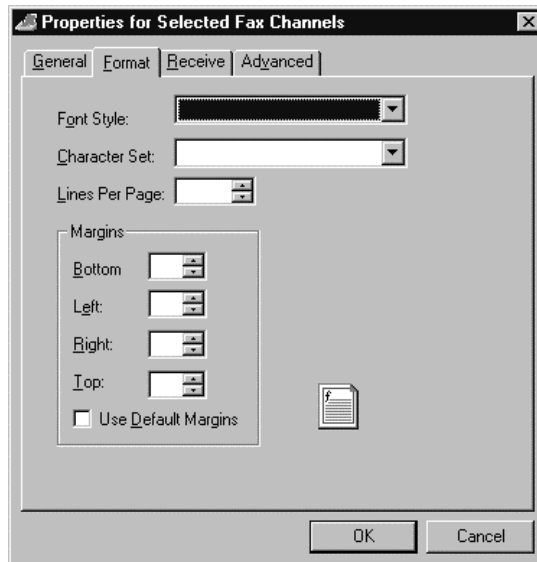 Properties for Selected Fax Channels
General Format Receive Advanced
Font Style:
Character Set:
Lines Per Page:
Margins
Bottom
Left:
Right:
Top:
Use Default Margins
f
OK Cancel